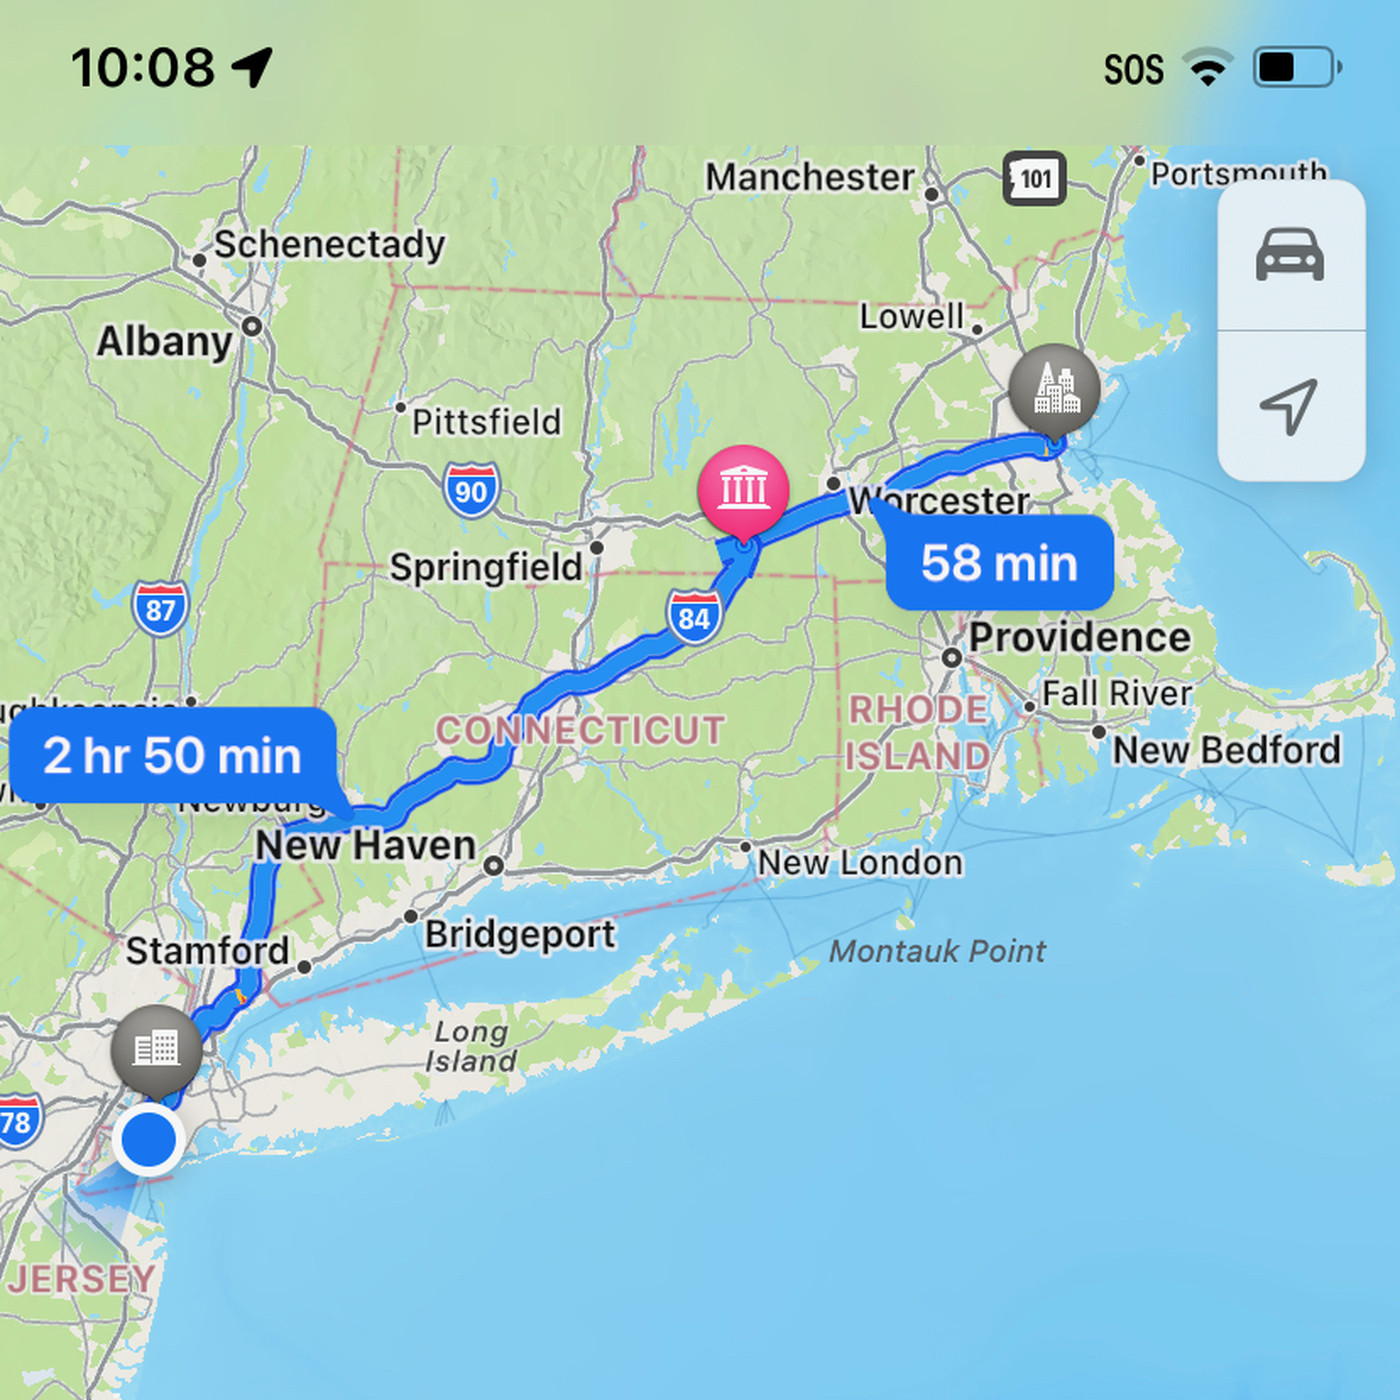 10:08
SOS
Manchester
101
Portsmouth
Schenectady
Lowell
Albany
Pittsfield
90
Worcester
Springfield
58 min
87
84
Providence
Fall River
RHODE
ISLAND
CONNECTICUT
New Bedford
2 hr 50 min
New Haven
New London
Bridgeport
Stamford
Montauk Point
Long
Island
78
JERSEY